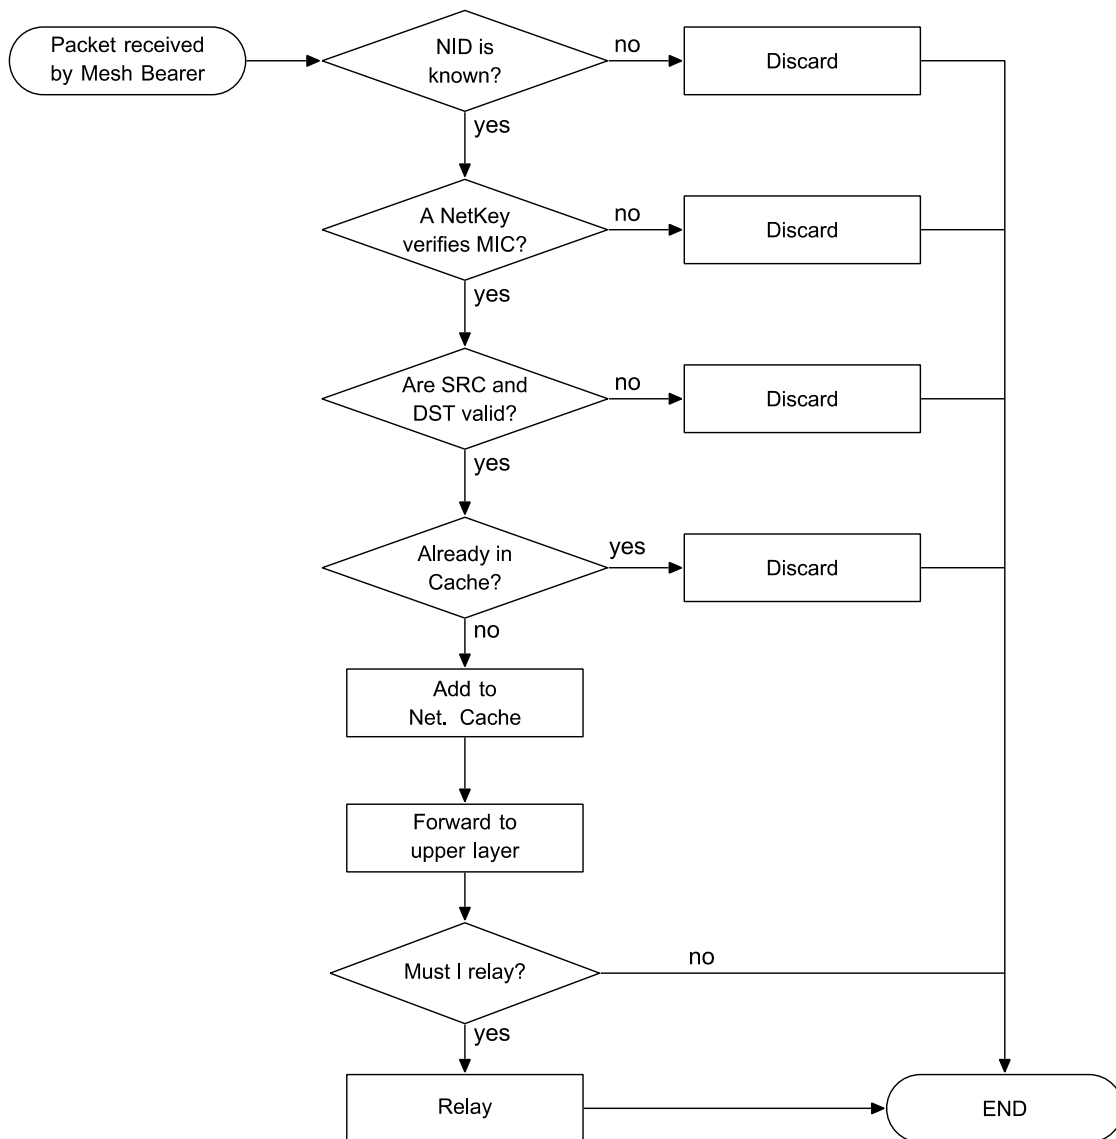 Packet received
by Mesh Bearer
NID is
known?
no
Discard
yes
A NetKey
verifies MIC?
no
Discard
yes
Are SRC and
DST valid?
no
Discard
yes
Already in
Cache?
yes
Discard
no
Add to
Net. Cache
Forward to
upper layer
Must I relay?
no
yes
Relay
END